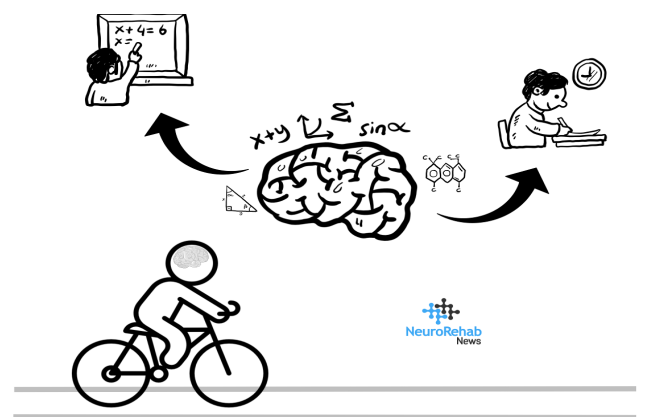 x + 4 = 6
x =
x+y
Σ
sinα
NeuroRehab
News